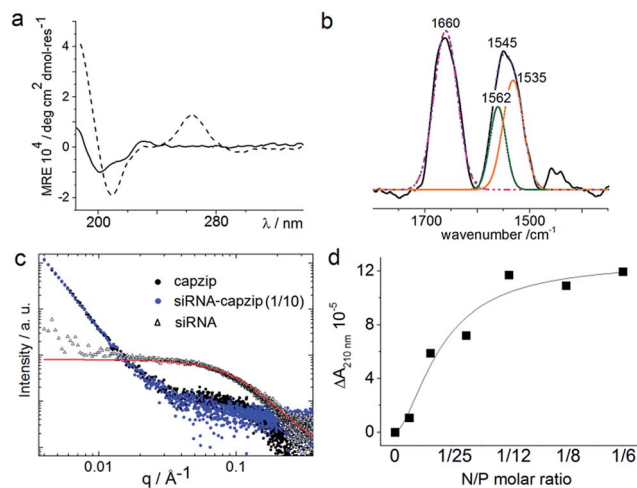 a
MRE 10⁴ / deg cm² dmol-res⁻¹
4
2
0
-2
200
280
λ / nm
b
1660
1545
1535
1562
1700
1500
wavenumber /cm⁻¹
c
capzip
siRNA-capzip (1/10)
siRNA
Intensity / a. u.
0.01
0.1
q / Å⁻¹
d
ΔA210 nm 10⁻⁵
12
8
4
0
0
1/25
1/12
1/8
1/6
N/P molar ratio